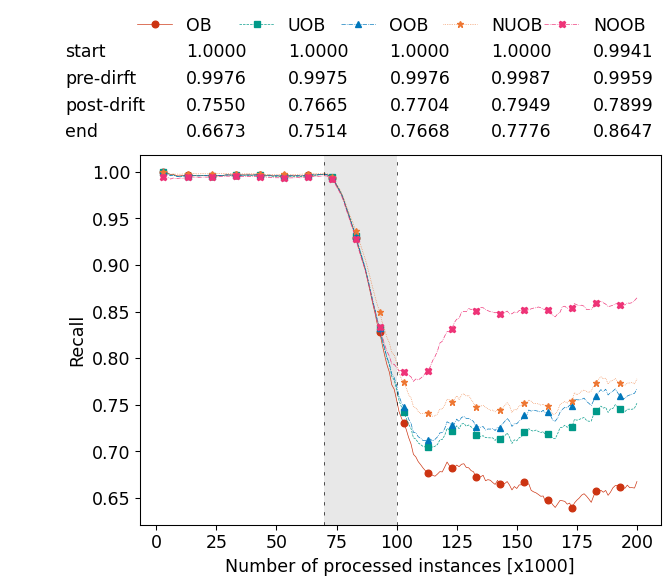 OB UOB OOB NUOB NOOB
start 1.0000 1.0000 1.0000 1.0000 0.9941
pre-dirft 0.9976 0.9975 0.9976 0.9987 0.9959
post-drift 0.7550 0.7665 0.7704 0.7949 0.7899
end 0.6673 0.7514 0.7668 0.7776 0.8647
1.00
0.95
0.90
0.85
0.80
0.75
0.70
0.65
Recall
0 25 50 75 100 125 150 175 200
Number of processed instances [x1000]